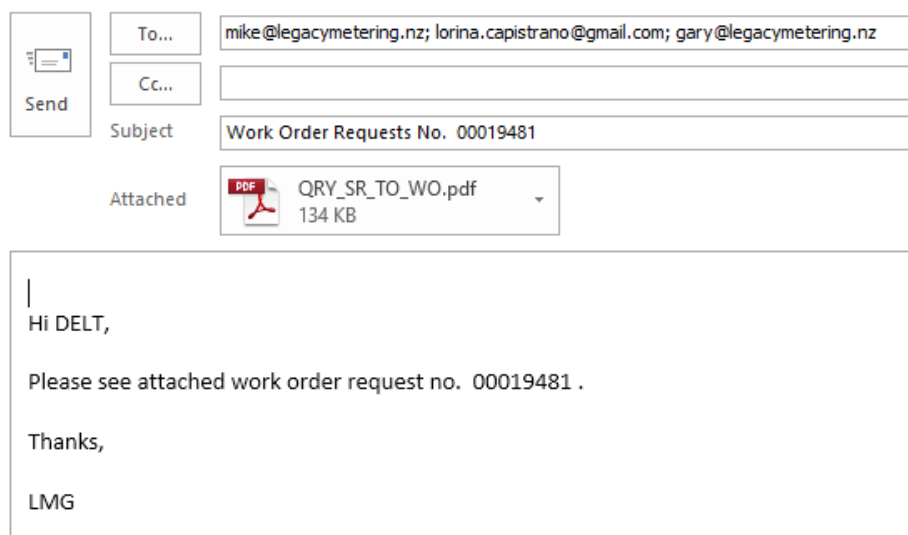 To...
mike@legacymetering.nz; lorina.capistrano@gmail.com; gary@legacymetering.nz
Cc...
Send
Subject
Work Order Requests No.  00019481
Attached
PDF
QRY_SR_TO_WO.pdf
134 KB
Hi DELT,
Please see attached work order request no.  00019481 .
Thanks,
LMG